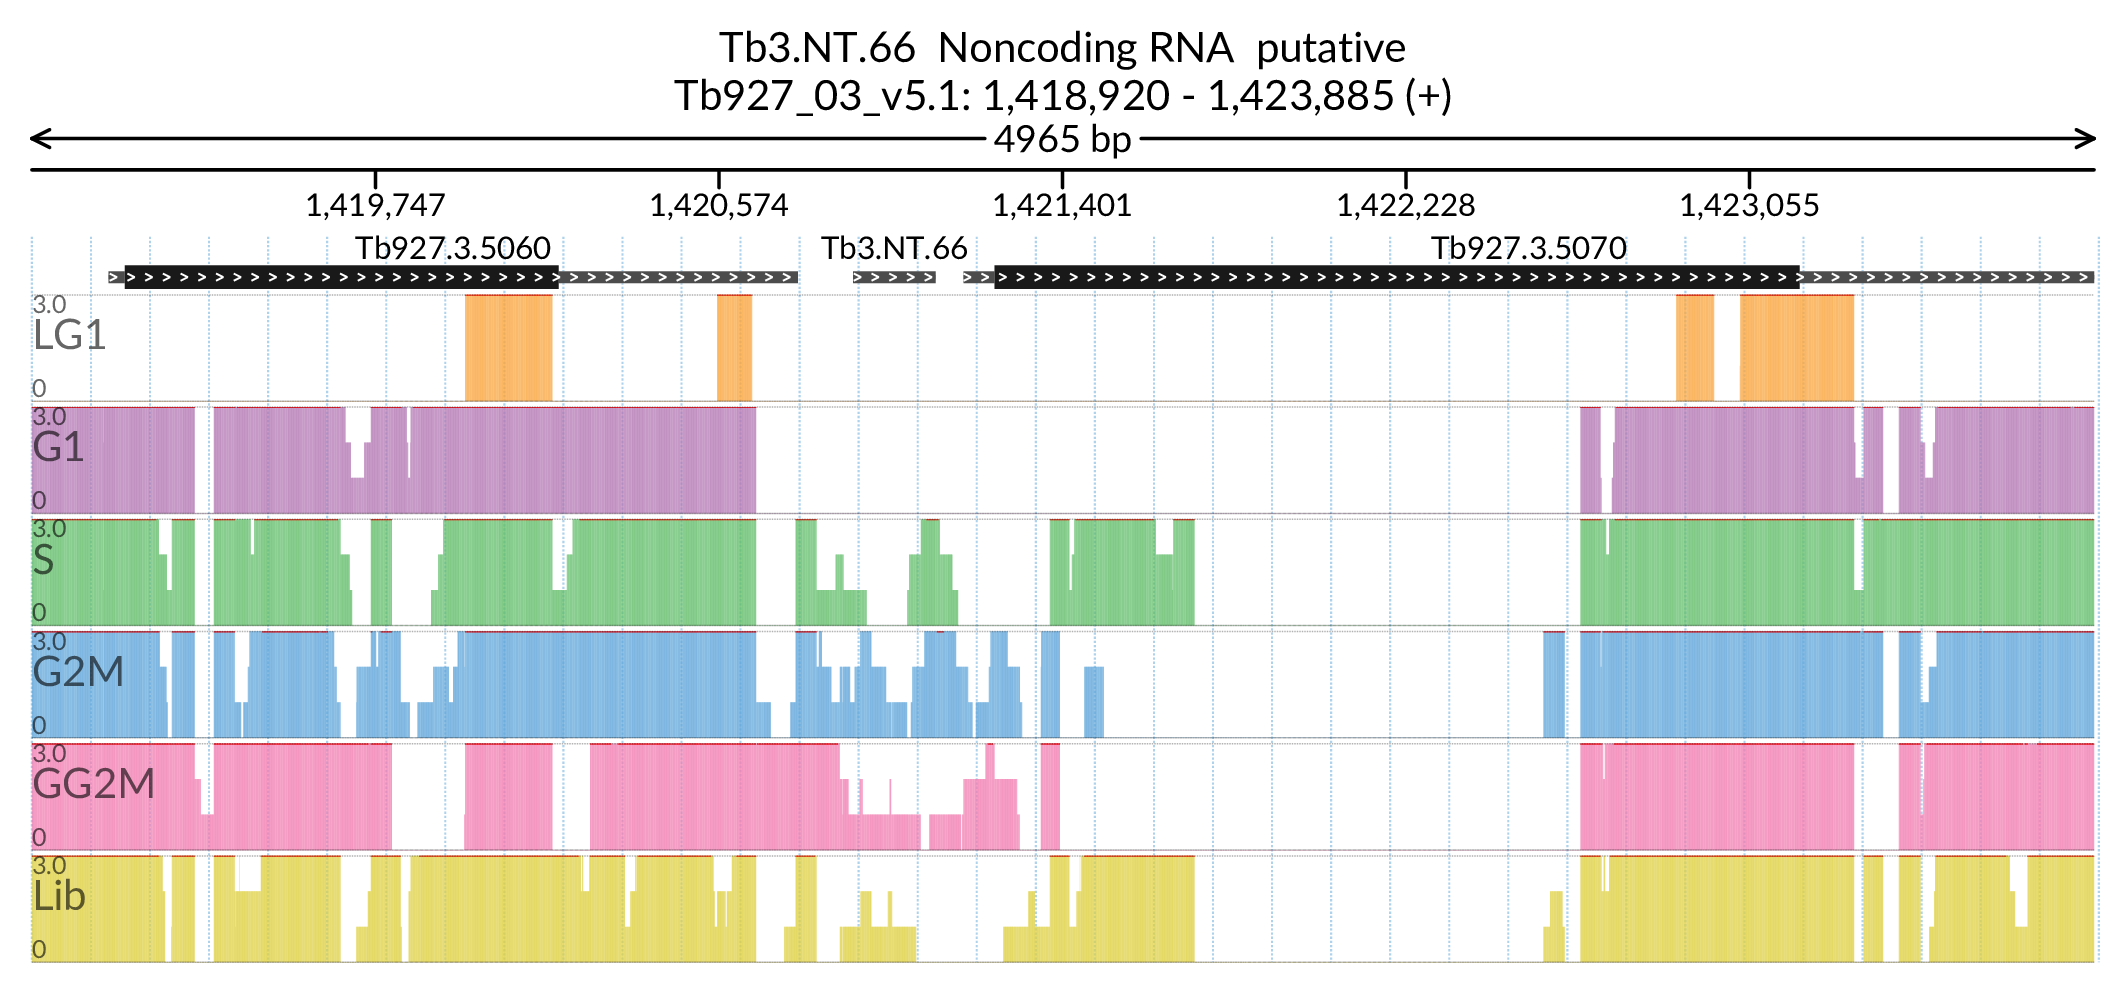 Tb3.NT.66 Noncoding RNA putative
Tb927_03_v5.1: 1,418,920 - 1,423,885 (+)
4965 bp
1,419,747 1,420,574 1,421,401 1,422,228 1,423,055
Tb927.3.5060 Tb3.NT.66 Tb927.3.5070
3.0
LG1
0
3.0
G1
0
3.0
S
0
3.0
G2M
0
3.0
GG2M
0
3.0
Lib
0